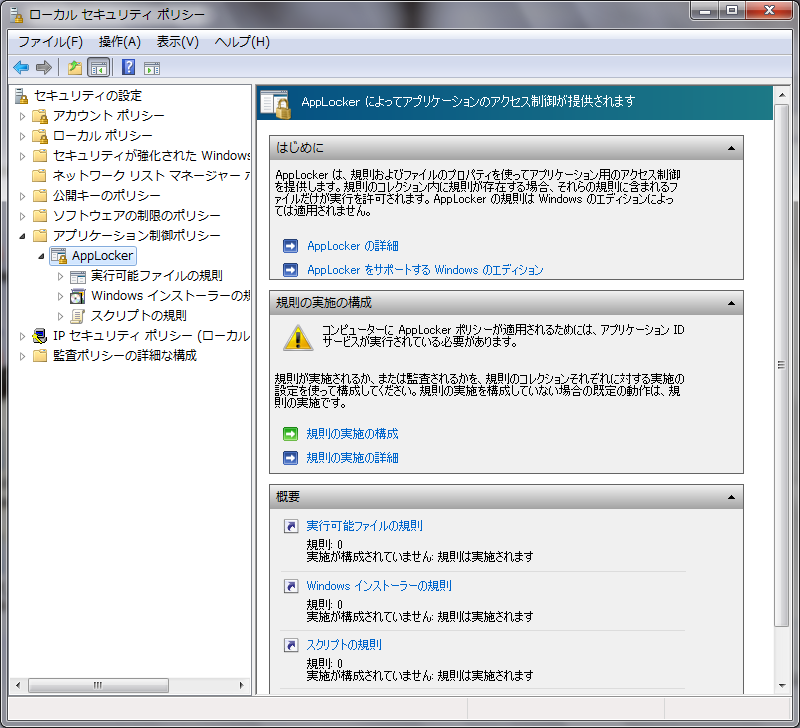 ローカル セキュリティ ポリシー
ファイル(F) 操作(A) 表示(V) ヘルプ(H)
セキュリティの設定
アカウント ポリシー
ローカル ポリシー
セキュリティが強化された Windows
ネットワーク リスト マネージャー
公開キーのポリシー
ソフトウェアの制限のポリシー
アプリケーション制御ポリシー
AppLocker
実行可能ファイルの規則
Windows インストーラーの規
スクリプトの規則
IP セキュリティ ポリシー (ローカル
監査ポリシーの詳細な構成
AppLocker によってアプリケーションのアクセス制御が提供されます
はじめに
AppLocker は、規則およびファイルのプロパティを使ってアプリケーション用のアクセス制御
を提供します。規則のコレクション内に規則が存在する場合、それらの規則に含まれるフ
ァイルだけが実行を許可されます。AppLocker の規則は Windows のエディションによっ
ては適用されません。
AppLocker の詳細
AppLocker をサポートする Windows のエディション
規則の実施の構成
コンピューターに AppLocker ポリシーが適用されるためには、アプリケーション ID
サービスが実行されている必要があります。
規則が実施されるか、または監査されるかを、規則のコレクションそれぞれに対する実施の
設定を使って構成してください。規則の実施を構成していない場合の既定の動作は、規
則の実施です。
規則の実施の構成
規則の実施の詳細
概要
実行可能ファイルの規則
規則: 0
実施が構成されていません: 規則は実施されます
Windows インストーラーの規則
規則: 0
実施が構成されていません: 規則は実施されます
スクリプトの規則
規則: 0
実施が構成されていません: 規則は実施されます